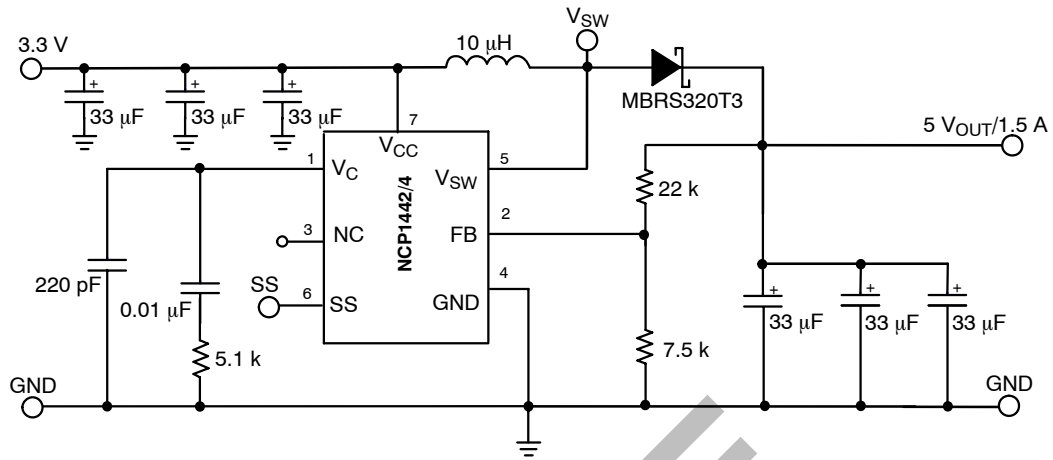 V_SW
3.3 V
10 μH
MBRS320T3
+
33 μF
+
33 μF
+
33 μF
5 V_OUT/1.5 A
7
V_CC
1
V_C
V_SW
5
22 k
NCP1442/4
3
NC
FB
2
220 pF
0.01 μF
SS
6
SS
GND
4
+
33 μF
+
33 μF
+
33 μF
5.1 k
7.5 k
GND
GND